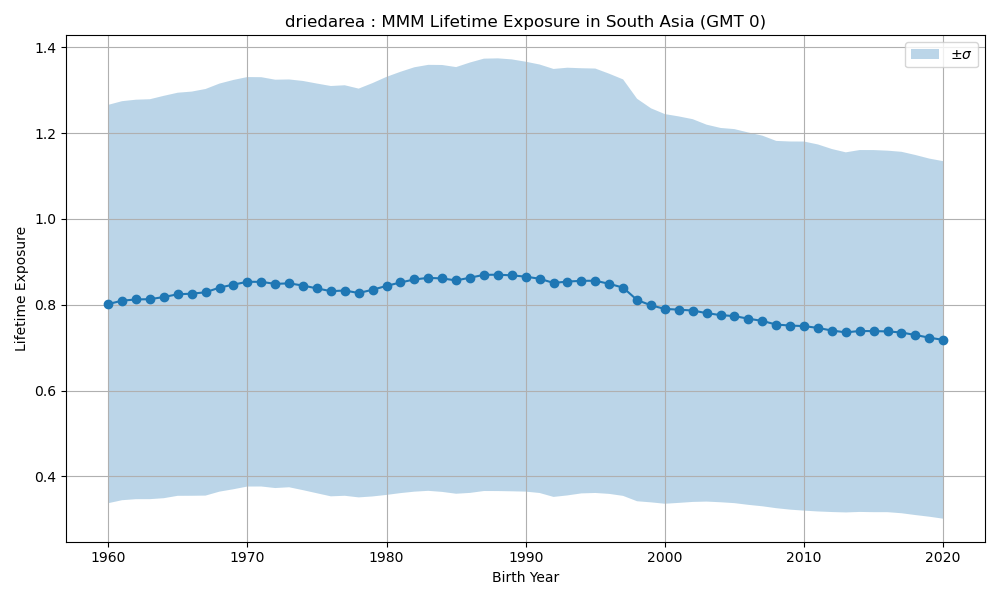 driedarea : MMM Lifetime Exposure in South Asia (GMT 0)
±σ
1.4
1.2
1.0
0.8
0.6
0.4
Lifetime Exposure
1960 1970 1980 1990 2000 2010 2020
Birth Year